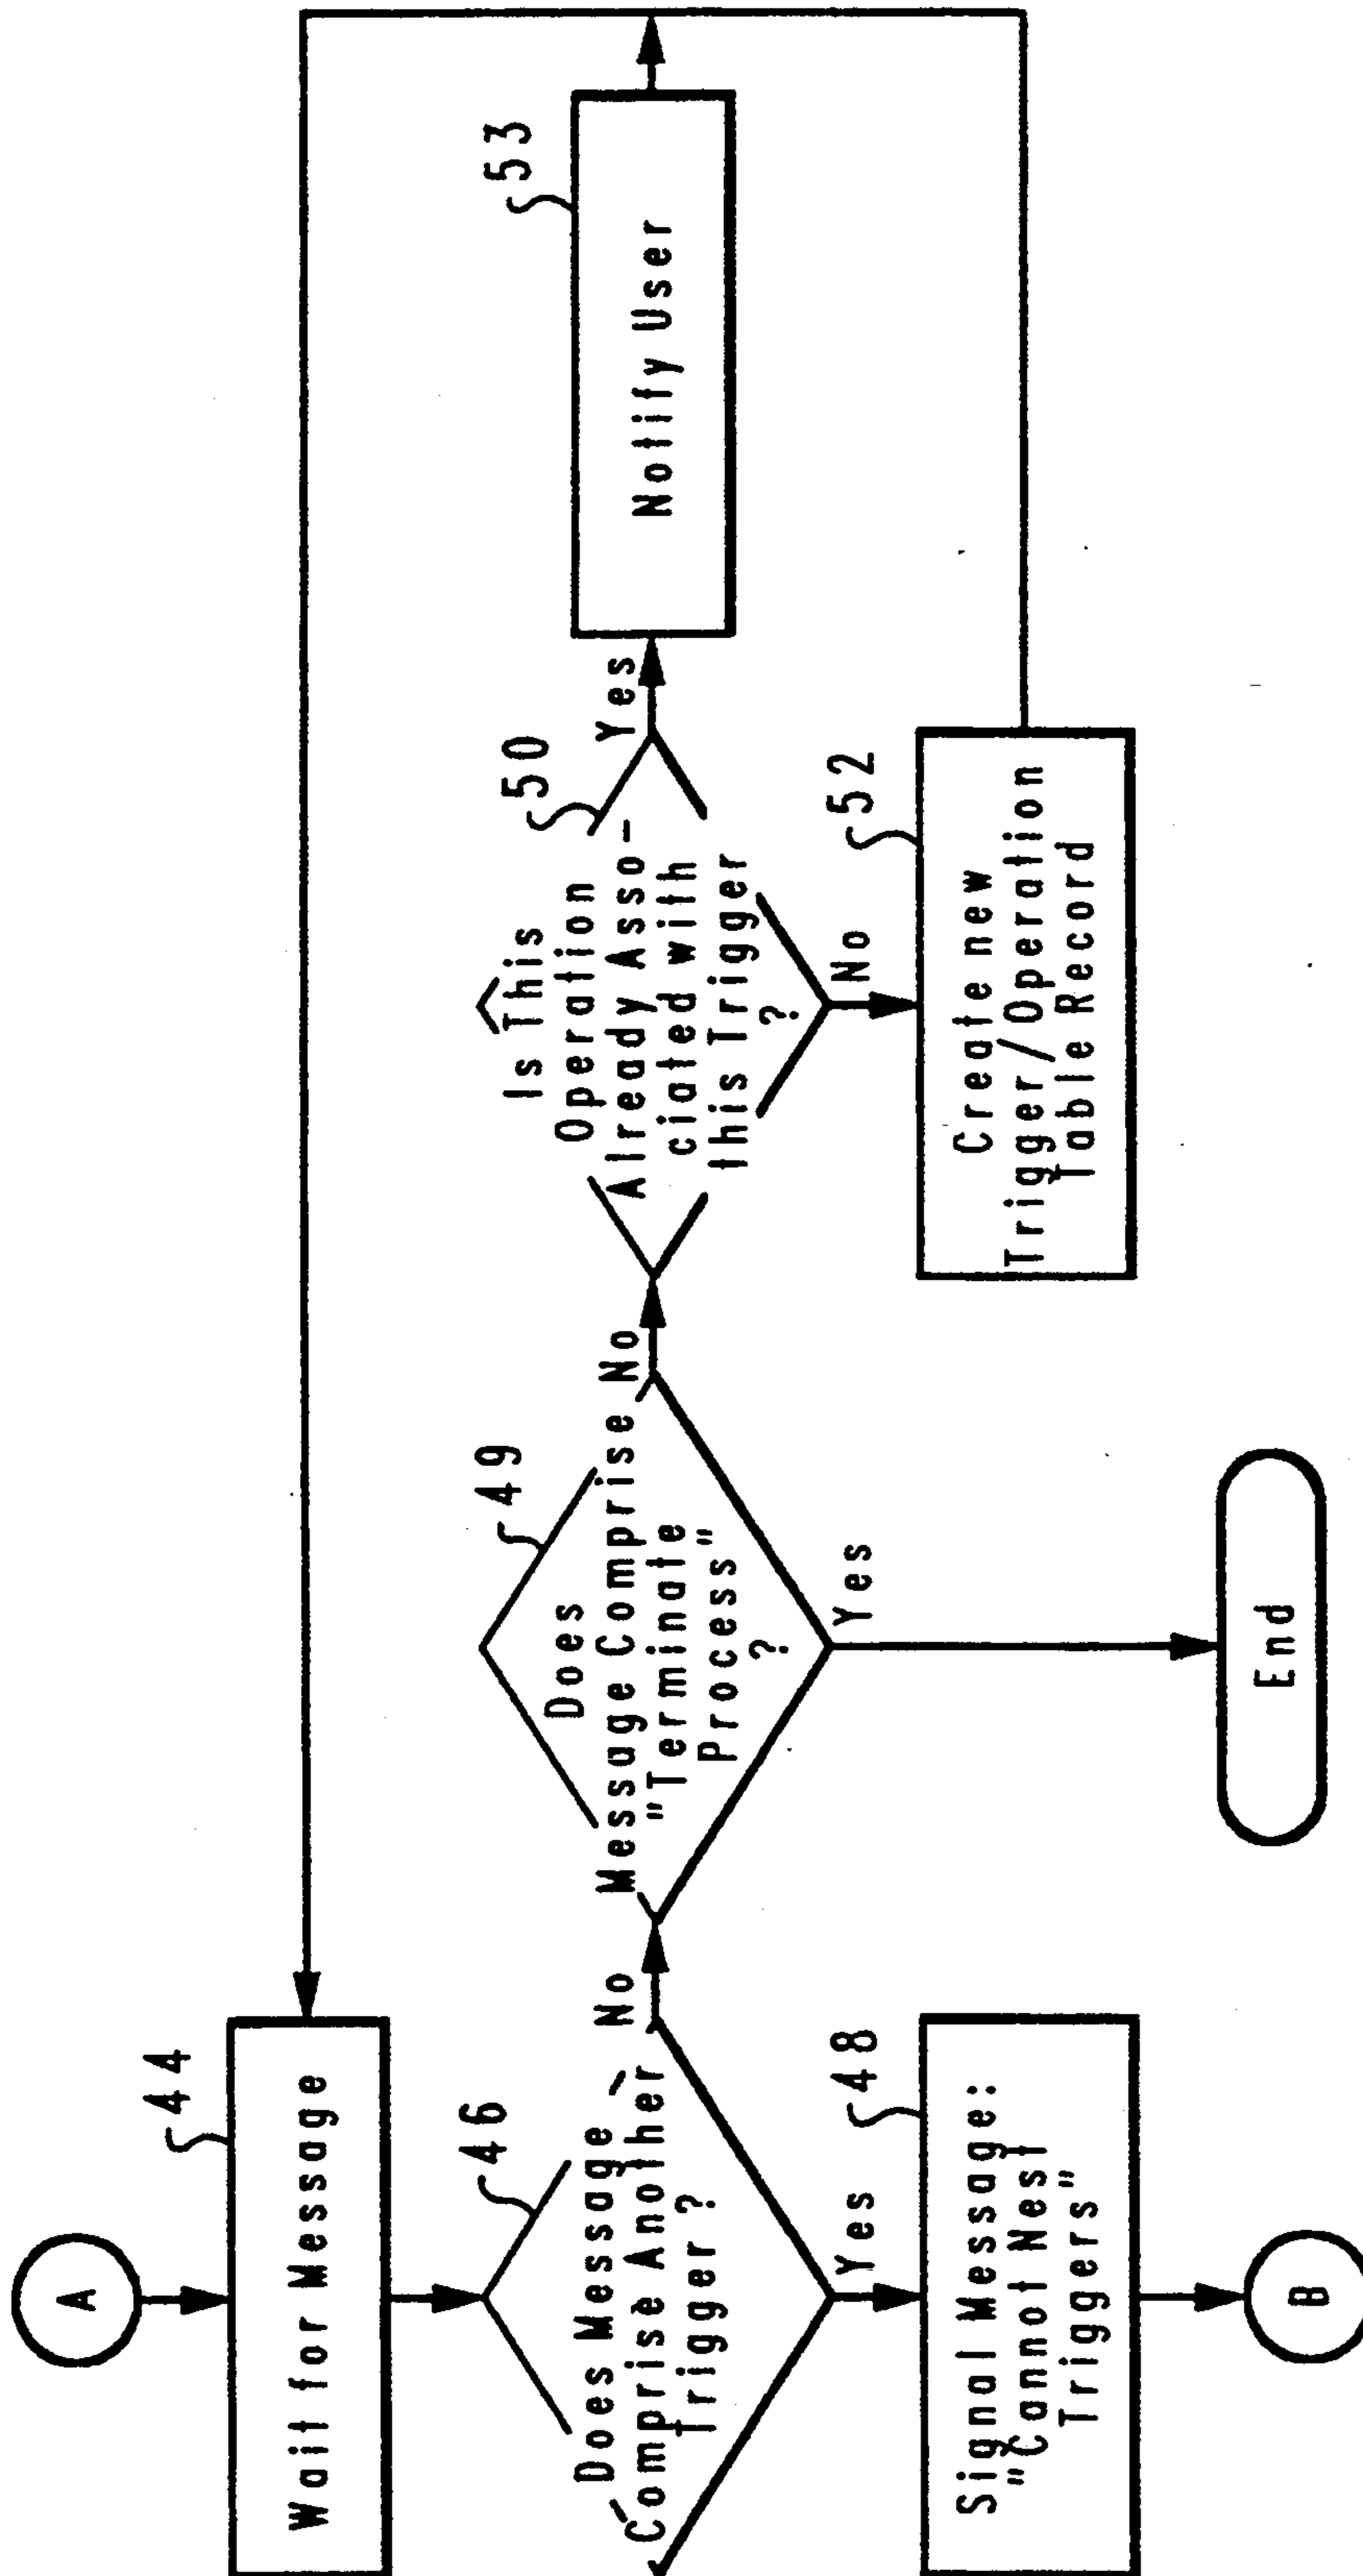 A
44
Wait for Message
46
Does Message
Comprise Another
Trigger ?
No
Yes
48
Signal Message:
"Cannot Nest
Triggers"
B
49
Does
Message Comprise
"Terminate
Process"
?
No
Yes
End
50
Is This
Operation
Already Asso-
ciated with
this Trigger
?
Yes
No
52
Create new
Trigger/Operation
Table Record
53
Notify User